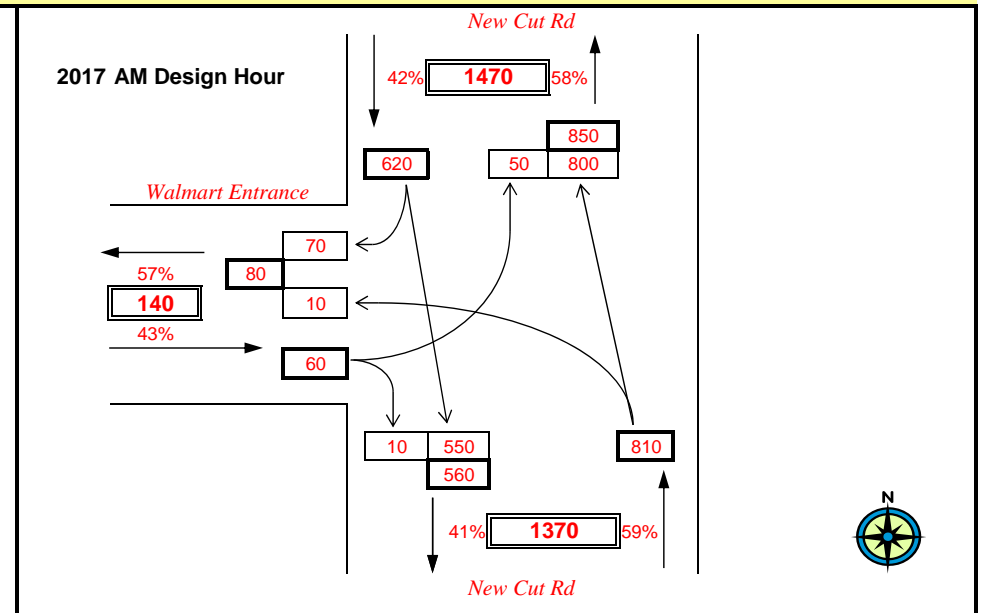 New Cut Rd
2017 AM Design Hour
42% 1470 58%
850
620 50 800
Walmart Entrance
70
57% 80
140 10
43%
60
10 550 810
560
41% 1370 59%
N
New Cut Rd